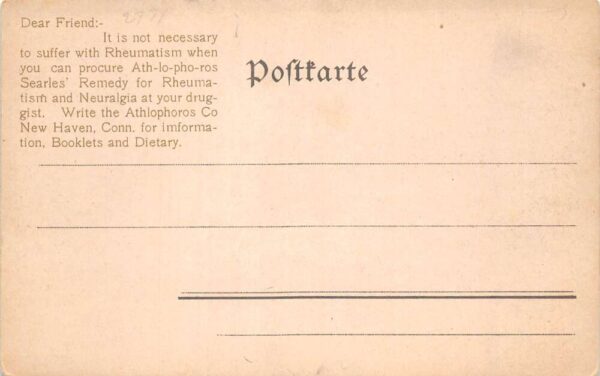 Dear Friend:-
It is not necessary
to suffer with Rheumatism when
you can procure Ath-lo-pho-ros
Searles' Remedy for Rheuma-
tism and Neuralgia at your drug-
gist. Write the Athlophoros Co
New Haven, Conn. for imforma-
tion, Booklets and Dietary.
Poſtkarte